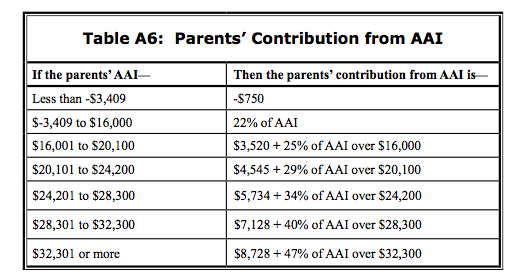 Table A6: Parents’ Contribution from AAI
If the parents’ AAI— Then the parents’ contribution from AAI is—
Less than -$3,409 -$750
$-3,409 to $16,000 22% of AAI
$16,001 to $20,100 $3,520 + 25% of AAI over $16,000
$20,101 to $24,200 $4,545 + 29% of AAI over $20,100
$24,201 to $28,300 $5,734 + 34% of AAI over $24,200
$28,301 to $32,300 $7,128 + 40% of AAI over $28,300
$32,301 or more $8,728 + 47% of AAI over $32,300